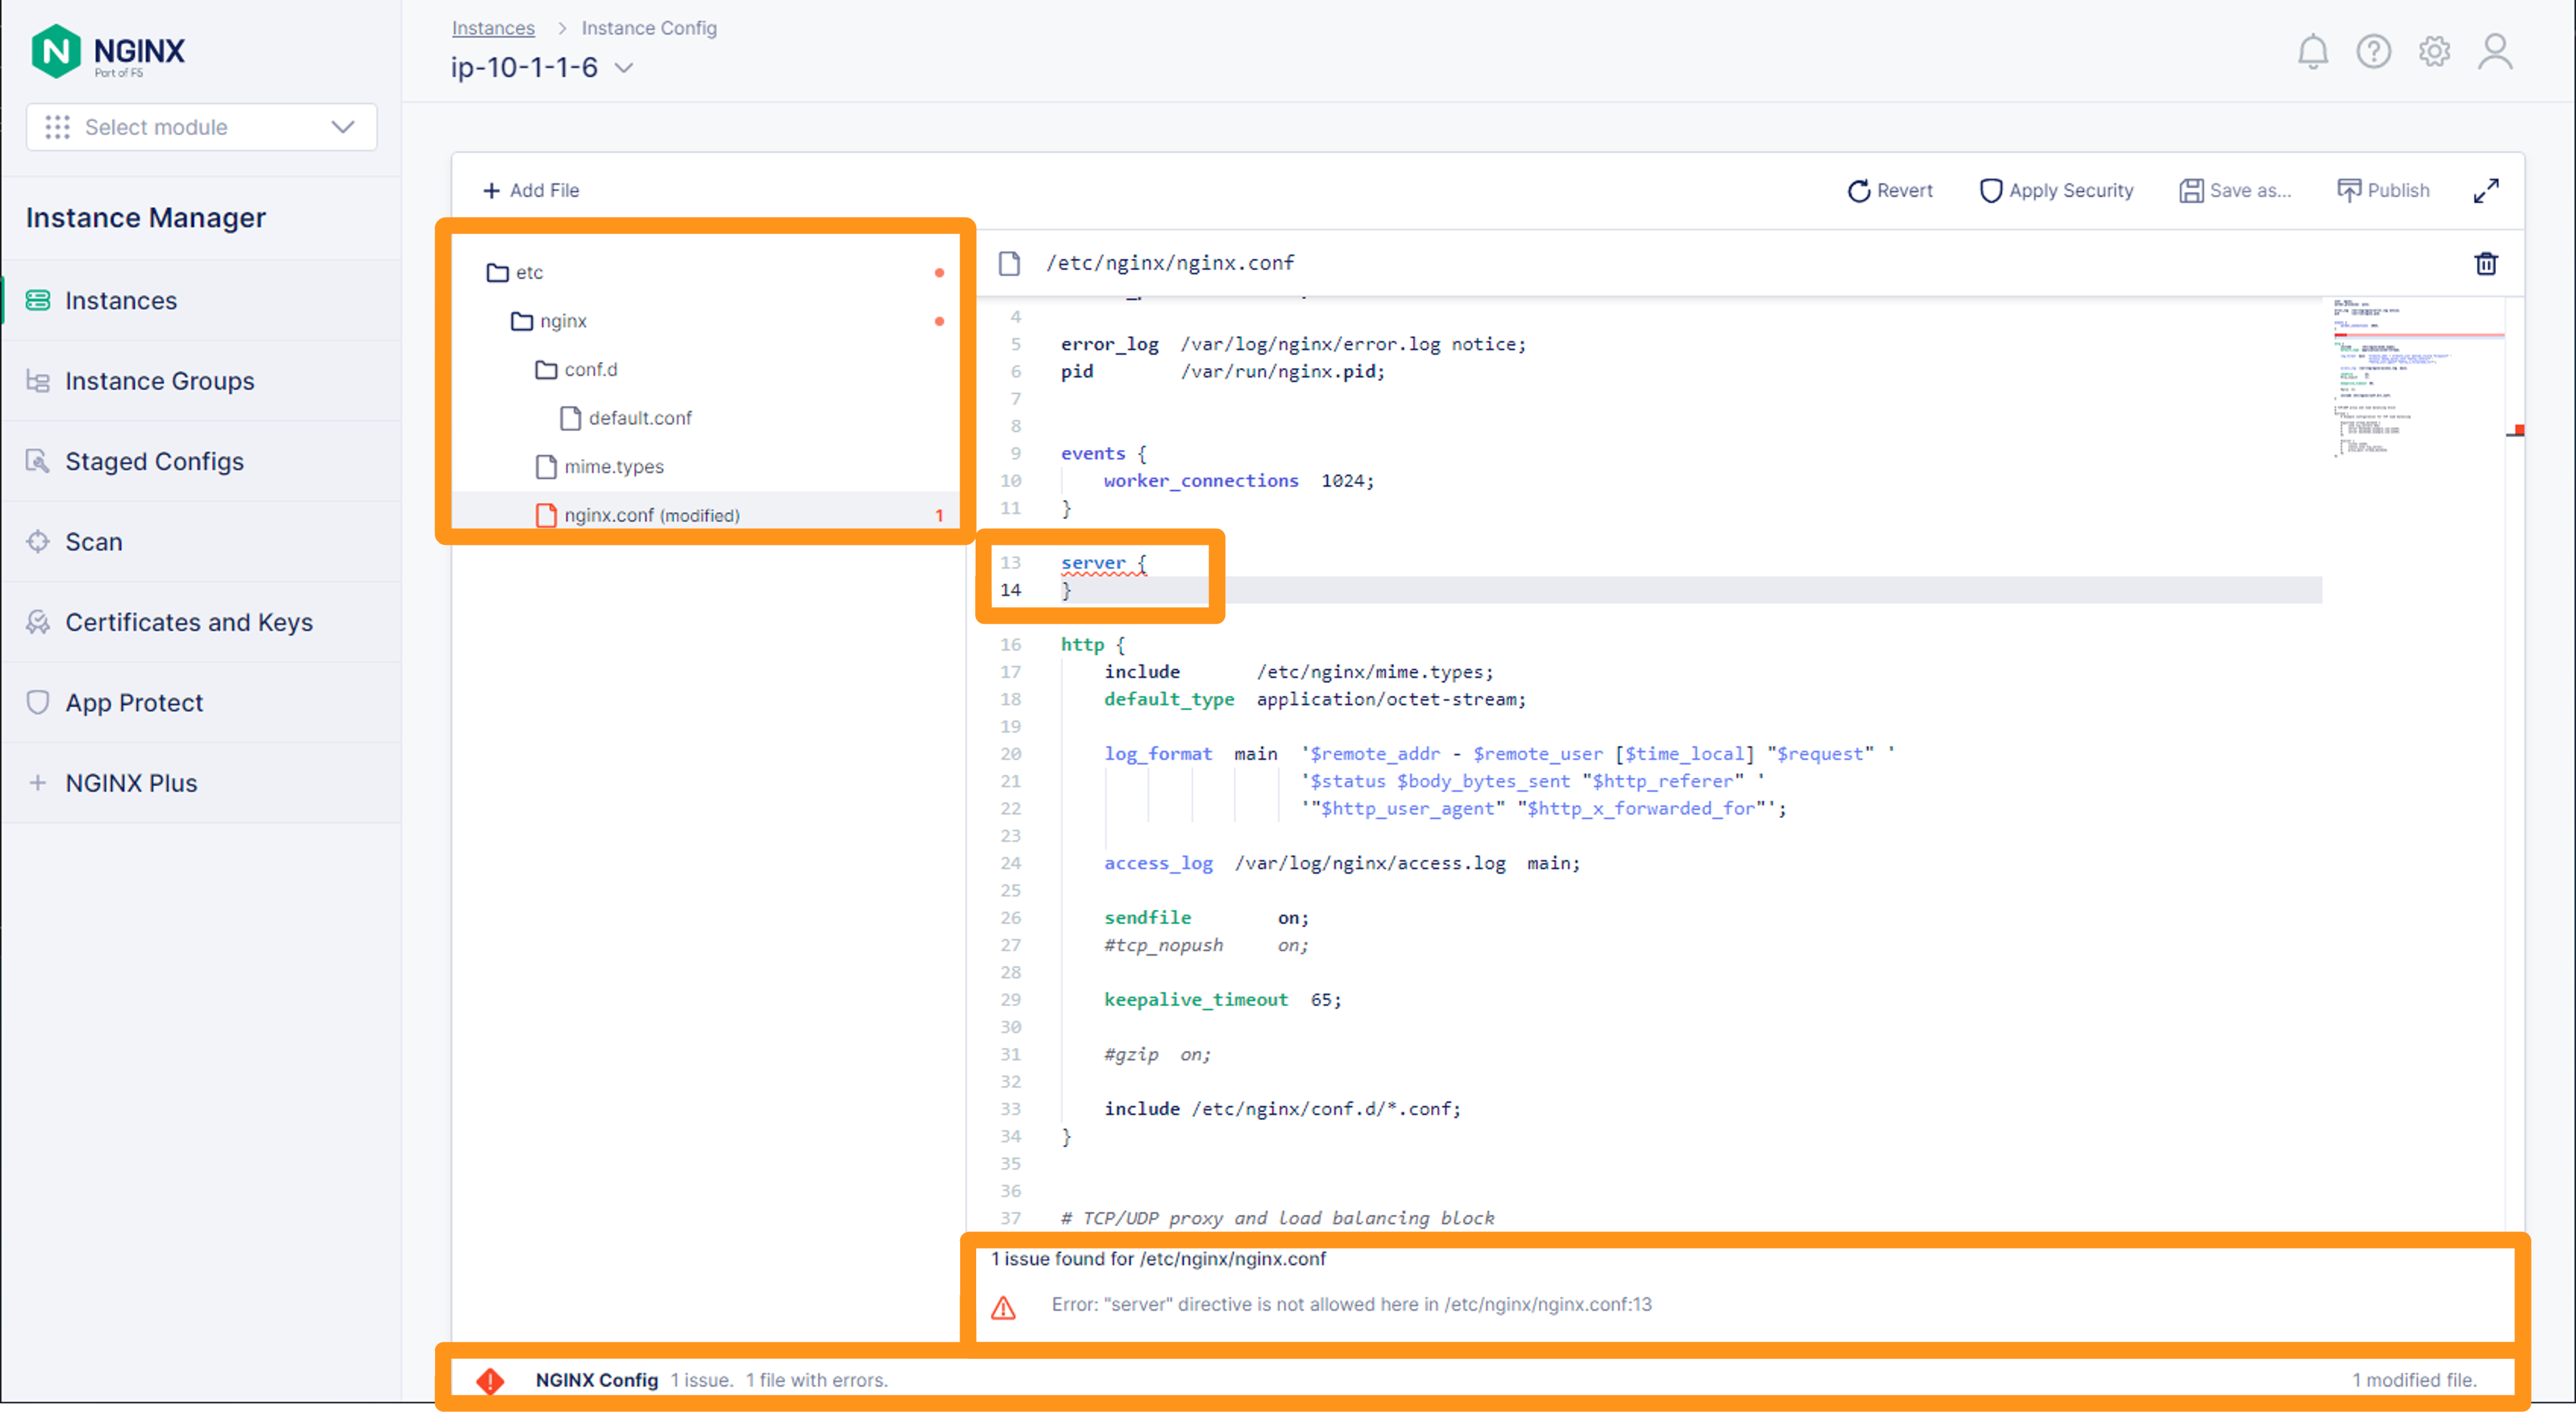 NGINX
Part of F5
Select module
Instance Manager
Instances
Instance Groups
Staged Configs
Scan
Certificates and Keys
App Protect
NGINX Plus
Instances > Instance Config
ip-10-1-1-6
+ Add File
Revert
Apply Security
Save as...
Publish
etc
nginx
conf.d
default.conf
mime.types
nginx.conf (modified) 1
/etc/nginx/nginx.conf
4
5 error_log  /var/log/nginx/error.log notice;
6 pid        /var/run/nginx.pid;
7
8
9 events {
10     worker_connections  1024;
11 }
13 server {
14 }
16 http {
17     include       /etc/nginx/mime.types;
18     default_type  application/octet-stream;
19
20     log_format  main  '$remote_addr - $remote_user [$time_local] "$request" '
21                       '$status $body_bytes_sent "$http_referer" '
22                       '"$http_user_agent" "$http_x_forwarded_for"';
23
24     access_log  /var/log/nginx/access.log  main;
25
26     sendfile        on;
27     #tcp_nopush     on;
28
29     keepalive_timeout  65;
30
31     #gzip  on;
32
33     include /etc/nginx/conf.d/*.conf;
34 }
35
36
37 # TCP/UDP proxy and load balancing block
1 issue found for /etc/nginx/nginx.conf
Error: "server" directive is not allowed here in /etc/nginx/nginx.conf:13
NGINX Config 1 issue. 1 file with errors.
1 modified file.